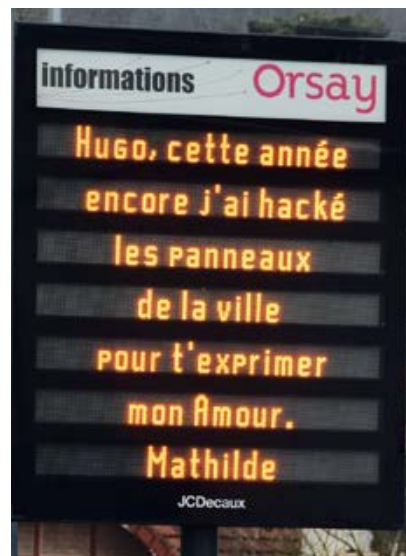 informations Orsay
Hugo, cette année
encore j'ai hacké
les panneaux
de la ville
pour t'exprimer
mon Amour.
Mathilde
JCDecaux